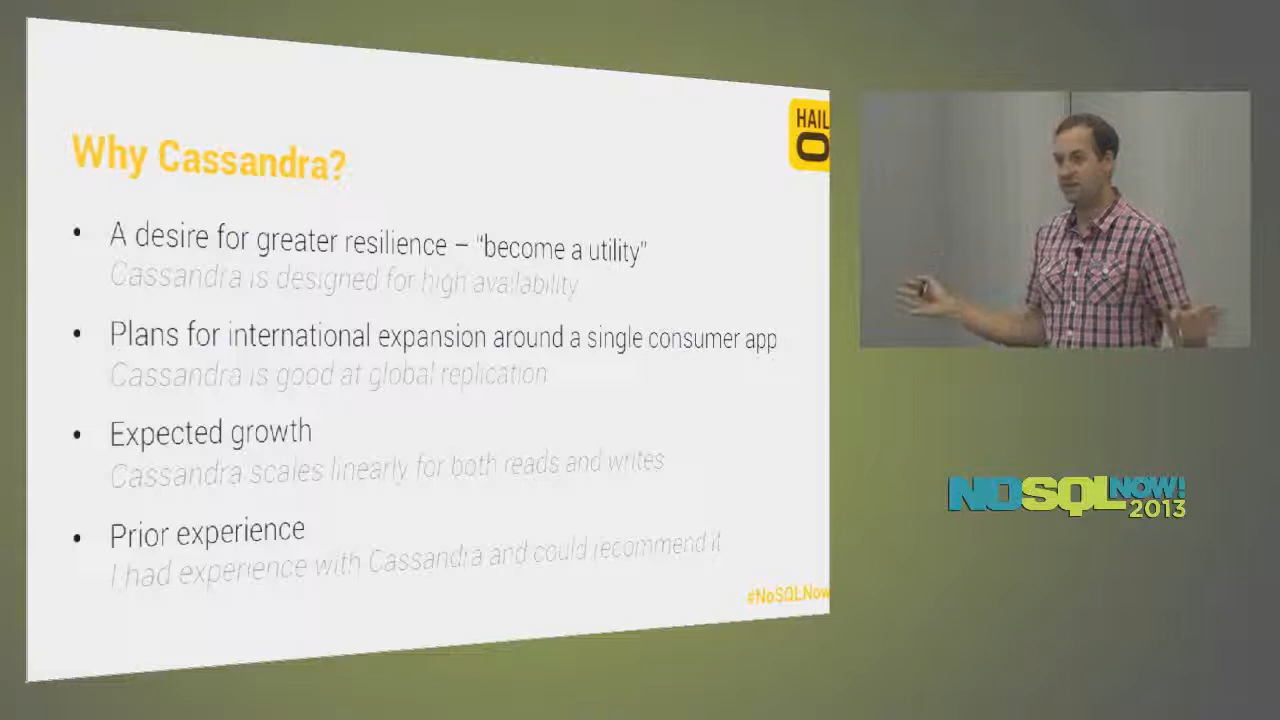 HAIL
O
Why Cassandra?
• A desire for greater resilience – “become a utility”
Cassandra is designed for high availability
• Plans for international expansion around a single consumer app
Cassandra is good at global replication
• Expected growth
Cassandra scales linearly for both reads and writes
• Prior experience
I had experience with Cassandra and could recommend it
#NoSQLNow
NOSQL NOW!
2013